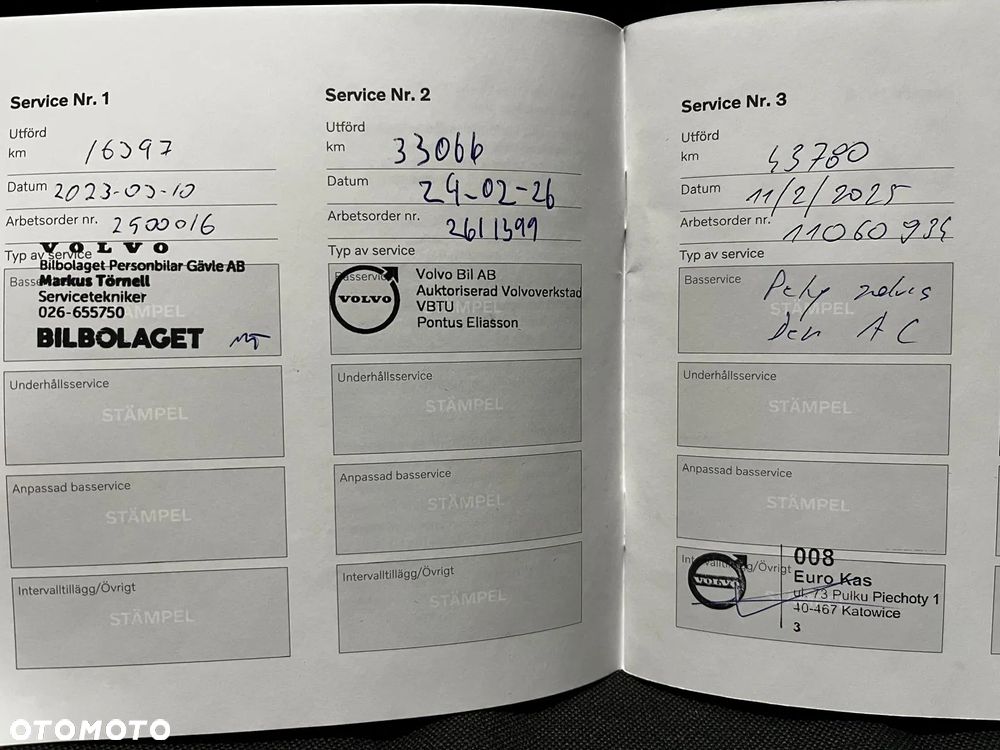 Service Nr. 1
Utförd
km 16397
Datum 2023-03-10
Arbetsorder nr. 2500016
Typ av service
VOLVO
Bilbolaget Personbilar Gävle AB
Markus Törnell
Servicetekniker
026-655750
BILBOLAGET
Underhållsservice
STÄMPEL
Anpassad basservice
STÄMPEL
Intervalltillägg/Övrigt
STÄMPEL
Service Nr. 2
Utförd
km 33066
Datum 24-02-26
Arbetsorder nr. 2611399
Basservice
VOLVO
Volvo Bil AB
Auktoriserad Volvoverkstad
VBTU
Pontus Eliasson
Underhållsservice
STÄMPEL
Anpassad basservice
STÄMPEL
Intervalltillägg/Övrigt
STÄMPEL
Service Nr. 3
Utförd
km 43780
Datum 11/2/2025
Arbetsorder nr. 11060934
Typ av service
Basservice
STÄMPEL
AC
Underhållsservice
STÄMPEL
Anpassad basservice
STÄMPEL
Intervalltillägg/Övrigt
VOLVO
008
Euro Kas
ul. 73 Pułku Piechoty 1
40-467 Katowice
3
OTOMOTO